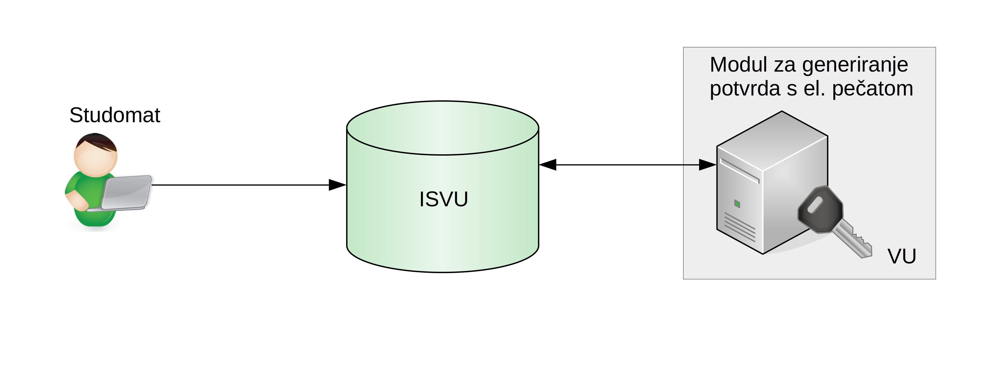 Studomat
ISVU
Modul za generiranje
potvrda s el. pečatom
VU